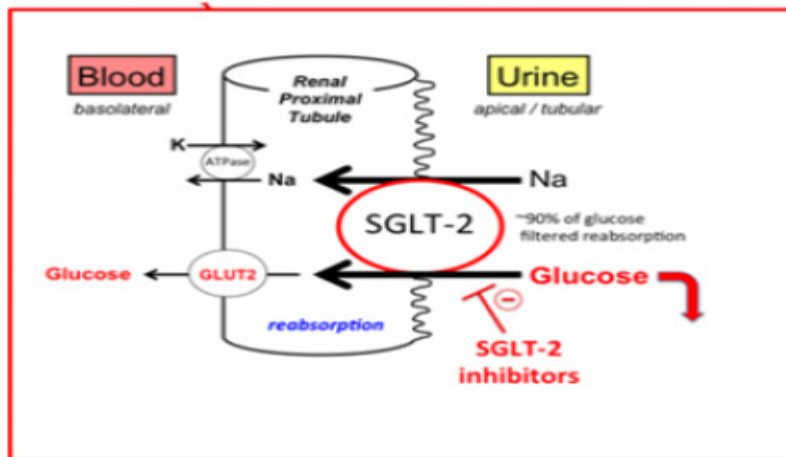 Blood
basolateral
Renal
Proximal
Tubule
Urine
apical / tubular
K
ATPase
Na
Na
SGLT-2
~90% of glucose
filtered reabsorption
Glucose
GLUT2
Glucose
reabsorption
SGLT-2
inhibitors